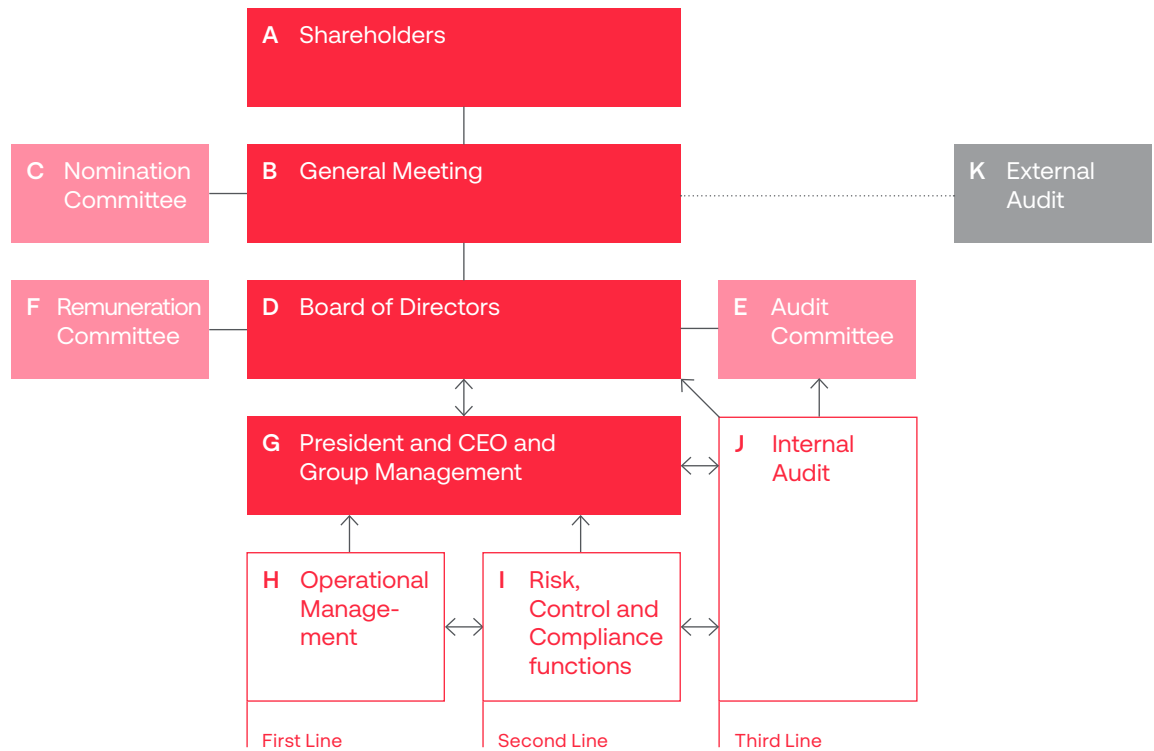 A Shareholders
C Nomination
Committee
B General Meeting
K External
Audit
F Remuneration
Committee
D Board of Directors
E Audit
Committee
G President and CEO and
Group Management
J Internal
Audit
H Operational
Manage-
ment
I Risk,
Control and
Compliance
functions
First Line
Second Line
Third Line